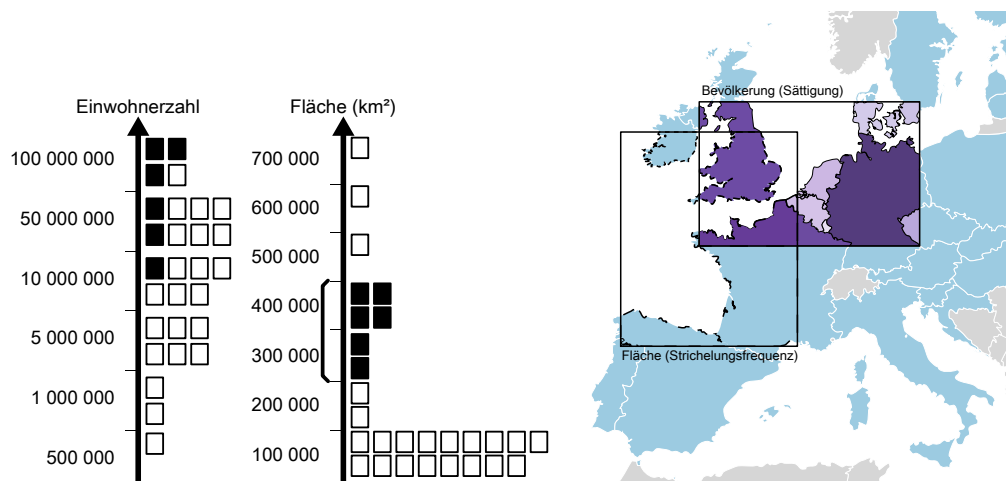 Einwohnerzahl
100 000 000
50 000 000
10 000 000
5 000 000
1 000 000
500 000
Fläche (km²)
700 000
600 000
500 000
400 000
300 000
200 000
100 000
Bevölkerung (Sättigung)
Fläche (Strichelungsfrequenz)